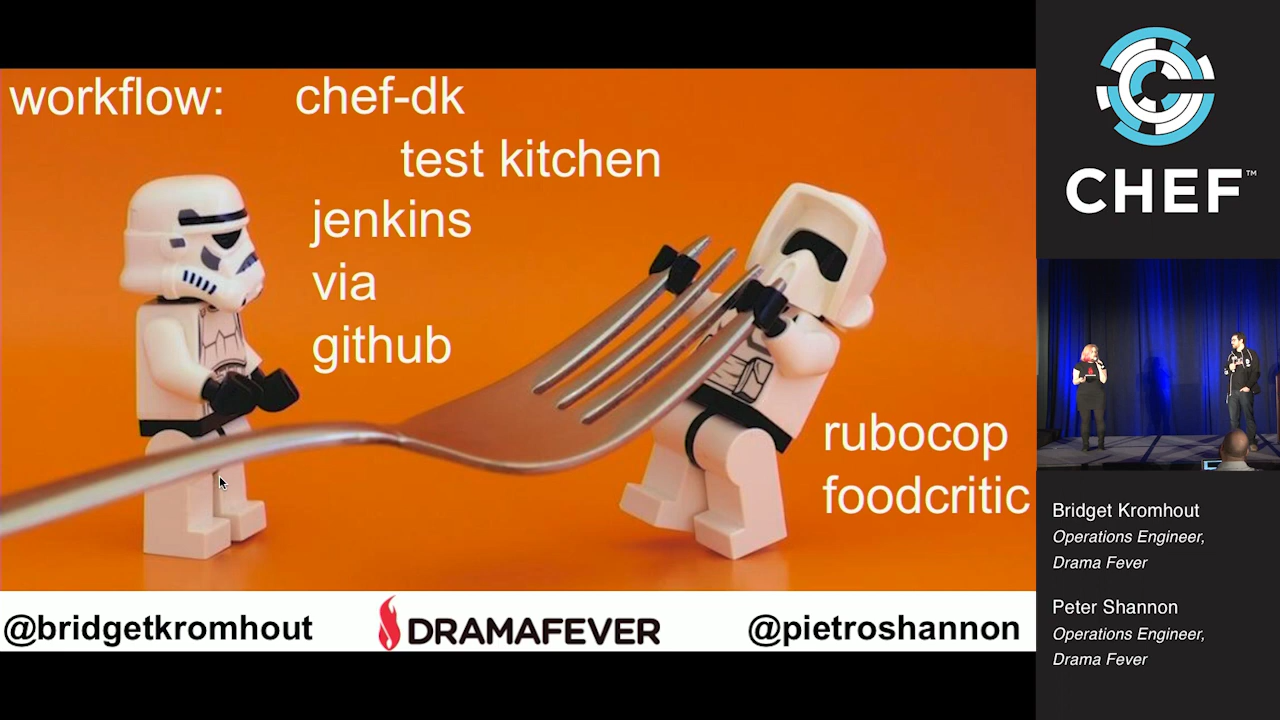 workflow:
chef-dk
test kitchen
jenkins
via
github
rubocop
foodcritic
@bridgetkromhout
DRAMAFEVER
@pietroshannon
CHEF™
Bridget Kromhout
Operations Engineer,
Drama Fever
Peter Shannon
Operations Engineer,
Drama Fever